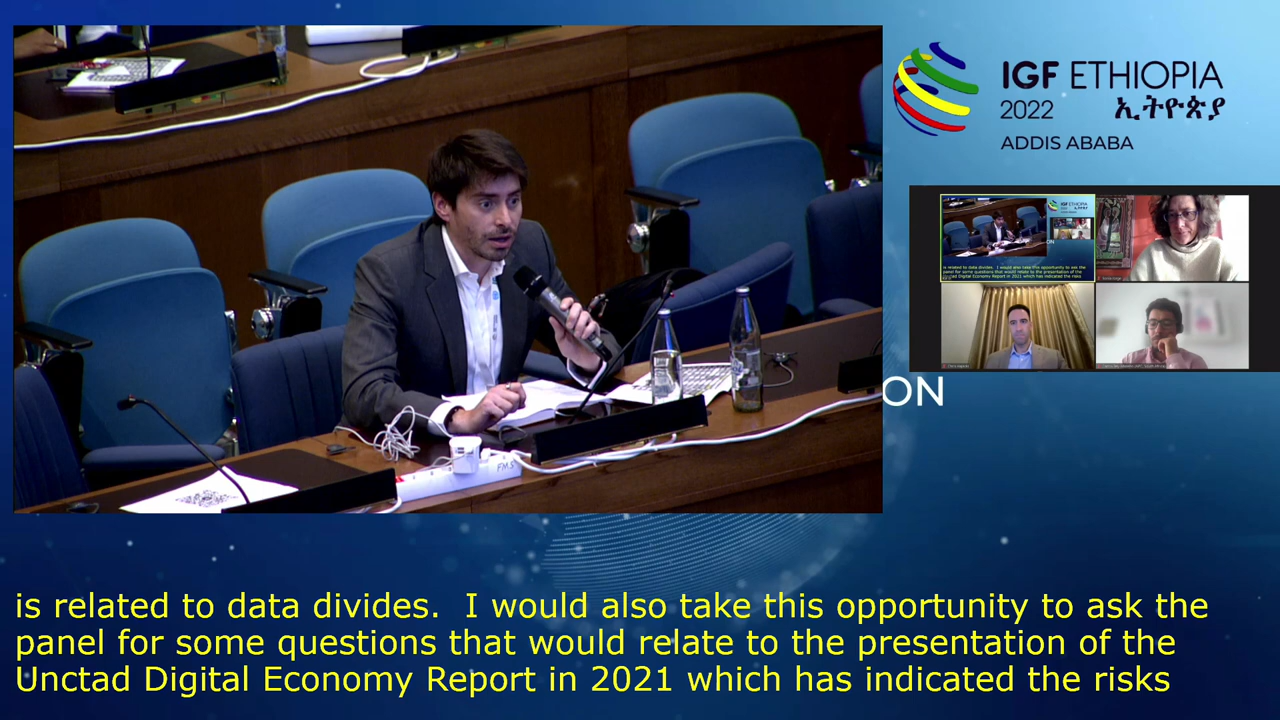 IGF ETHIOPIA
2022 ኢትዮጵያ
ADDIS ABABA
ON
FMS
is related to data divides.  I would also take this opportunity to ask the
panel for some questions that would relate to the presentation of the
Unctad Digital Economy Report in 2021 which has indicated the risks